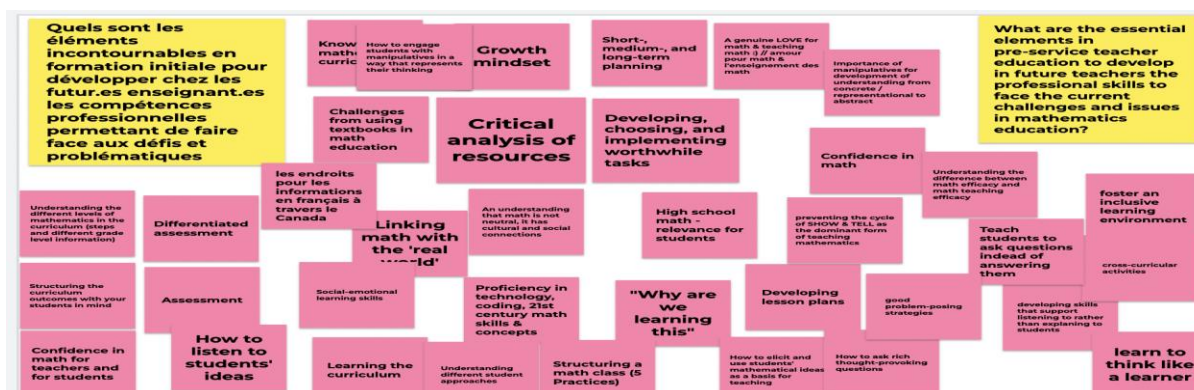 Quels sont les
éléments
incontournables en
formation initiale pour
développer chez les
futur.es enseignant.es
les compétences
professionnelles
permettant de faire
face aux défis et
problématiques
Know
math
curric
How to engage
students with
manipulatives in a
way that represents
their thinking
Growth
mindset
Short-,
medium-, and
long-term
planning
A genuine LOVE for
math & teaching
math :) // amour
pour math &
l'enseignement des
math
Importance of
manipulatives for
development of
understanding from
concrete /
representational to
abstract
What are the essential
elements in
pre-service teacher
education to develop
in future teachers the
professional skills to
face the current
challenges and issues
in mathematics
education?
Challenges
from using
textbooks in
math
education
Critical
analysis of
resources
Developing,
choosing, and
implementing
worthwhile
tasks
Confidence in
math
Understanding the
difference between
math efficacy and
math teaching
efficacy
les endroits
pour les
informations
en français à
travers le
Canada
Understanding the
different levels of
mathematics in the
curriculum (steps
and different grade
level information)
Differentiated
assessment
Linking
math with
the 'real
world'
An understanding
that math is not
neutral, it has
cultural and social
connections
High school
math -
relevance for
students
preventing the cycle
of SHOW & TELL as
the dominant form
of teaching
mathematics
Teach
students to
ask questions
indead of
answering
them
foster an
inclusive
learning
environment
cross-curricular
activities
Structuring the
curriculum
outcomes with your
students in mind
Assessment
Social-emotional
learning skills
Proficiency in
technology,
coding, 21st
century math
skills &
concepts
"Why are
we
learning
this"
Developing
lesson plans
good
problem-posing
strategies
developing skills
that support
listening to rather
than explaning to
students
Confidence in
math for
teachers and
for students
How to
listen to
students'
ideas
Learning the
curriculum
Understanding
different student
approaches
Structuring a
math class (5
Practices)
How to elicit and
use students'
mathematical ideas
as a basis for
teaching
How to ask rich
thought-provoking
questions
learn to
think like
a learner